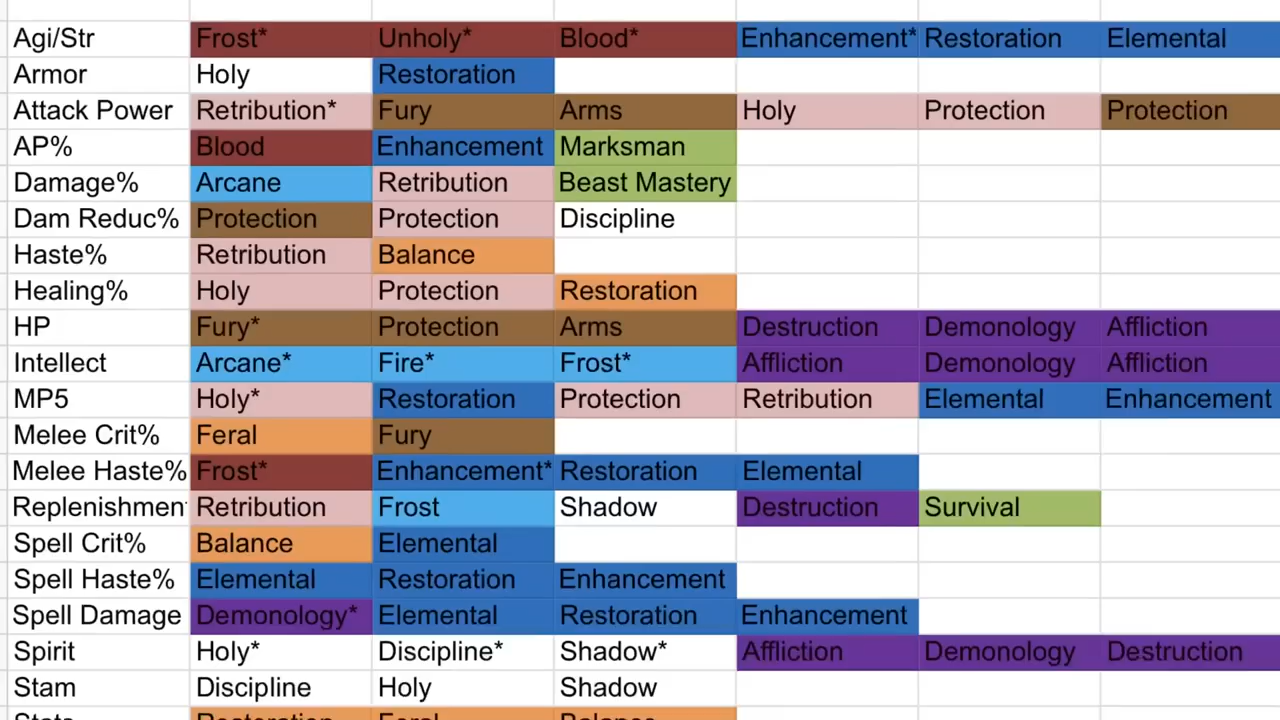 Agi/Str Frost* Unholy* Blood* Enhancement* Restoration Elemental
Armor Holy Restoration
Attack Power Retribution* Fury Arms Holy Protection Protection
AP% Blood Enhancement Marksman
Damage% Arcane Retribution Beast Mastery
Dam Reduc% Protection Protection Discipline
Haste% Retribution Balance
Healing% Holy Protection Restoration
HP Fury* Protection Arms Destruction Demonology Affliction
Intellect Arcane* Fire* Frost* Affliction Demonology Affliction
MP5 Holy* Restoration Protection Retribution Elemental Enhancement
Melee Crit% Feral Fury
Melee Haste% Frost* Enhancement* Restoration Elemental
Replenishment Retribution Frost Shadow Destruction Survival
Spell Crit% Balance Elemental
Spell Haste% Elemental Restoration Enhancement
Spell Damage Demonology* Elemental Restoration Enhancement
Spirit Holy* Discipline* Shadow* Affliction Demonology Destruction
Stam Discipline Holy Shadow
Stats Restoration Feral Balance